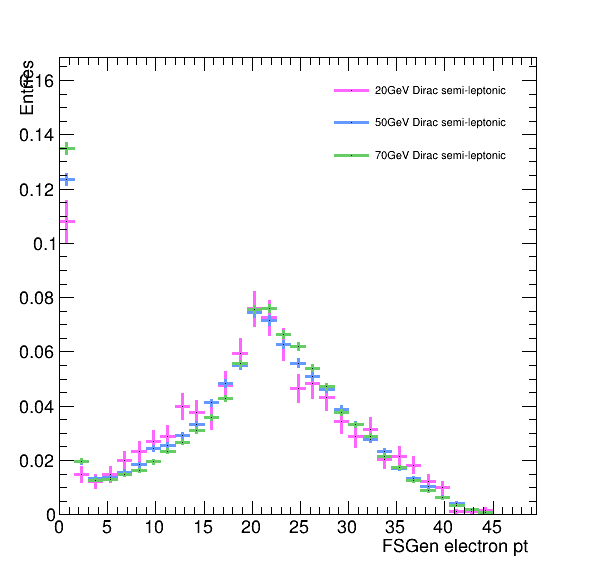 Entries
0.16
0.14
0.12
0.1
0.08
0.06
0.04
0.02
0
20GeV Dirac semi-leptonic
50GeV Dirac semi-leptonic
70GeV Dirac semi-leptonic
0 5 10 15 20 25 30 35 40 45
FSGen electron pt